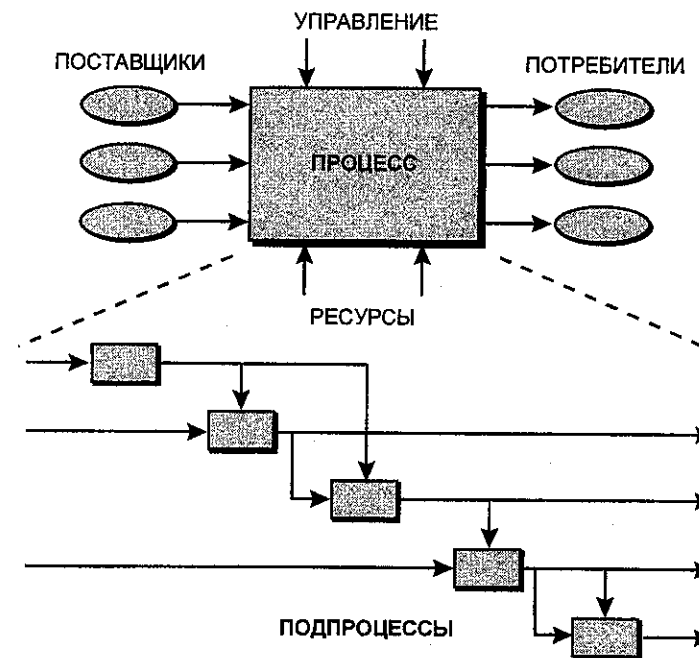 УПРАВЛЕНИЕ
ПОСТАВЩИКИ
ПОТРЕБИТЕЛИ
ПРОЦЕСС
РЕСУРСЫ
ПОДПРОЦЕССЫ